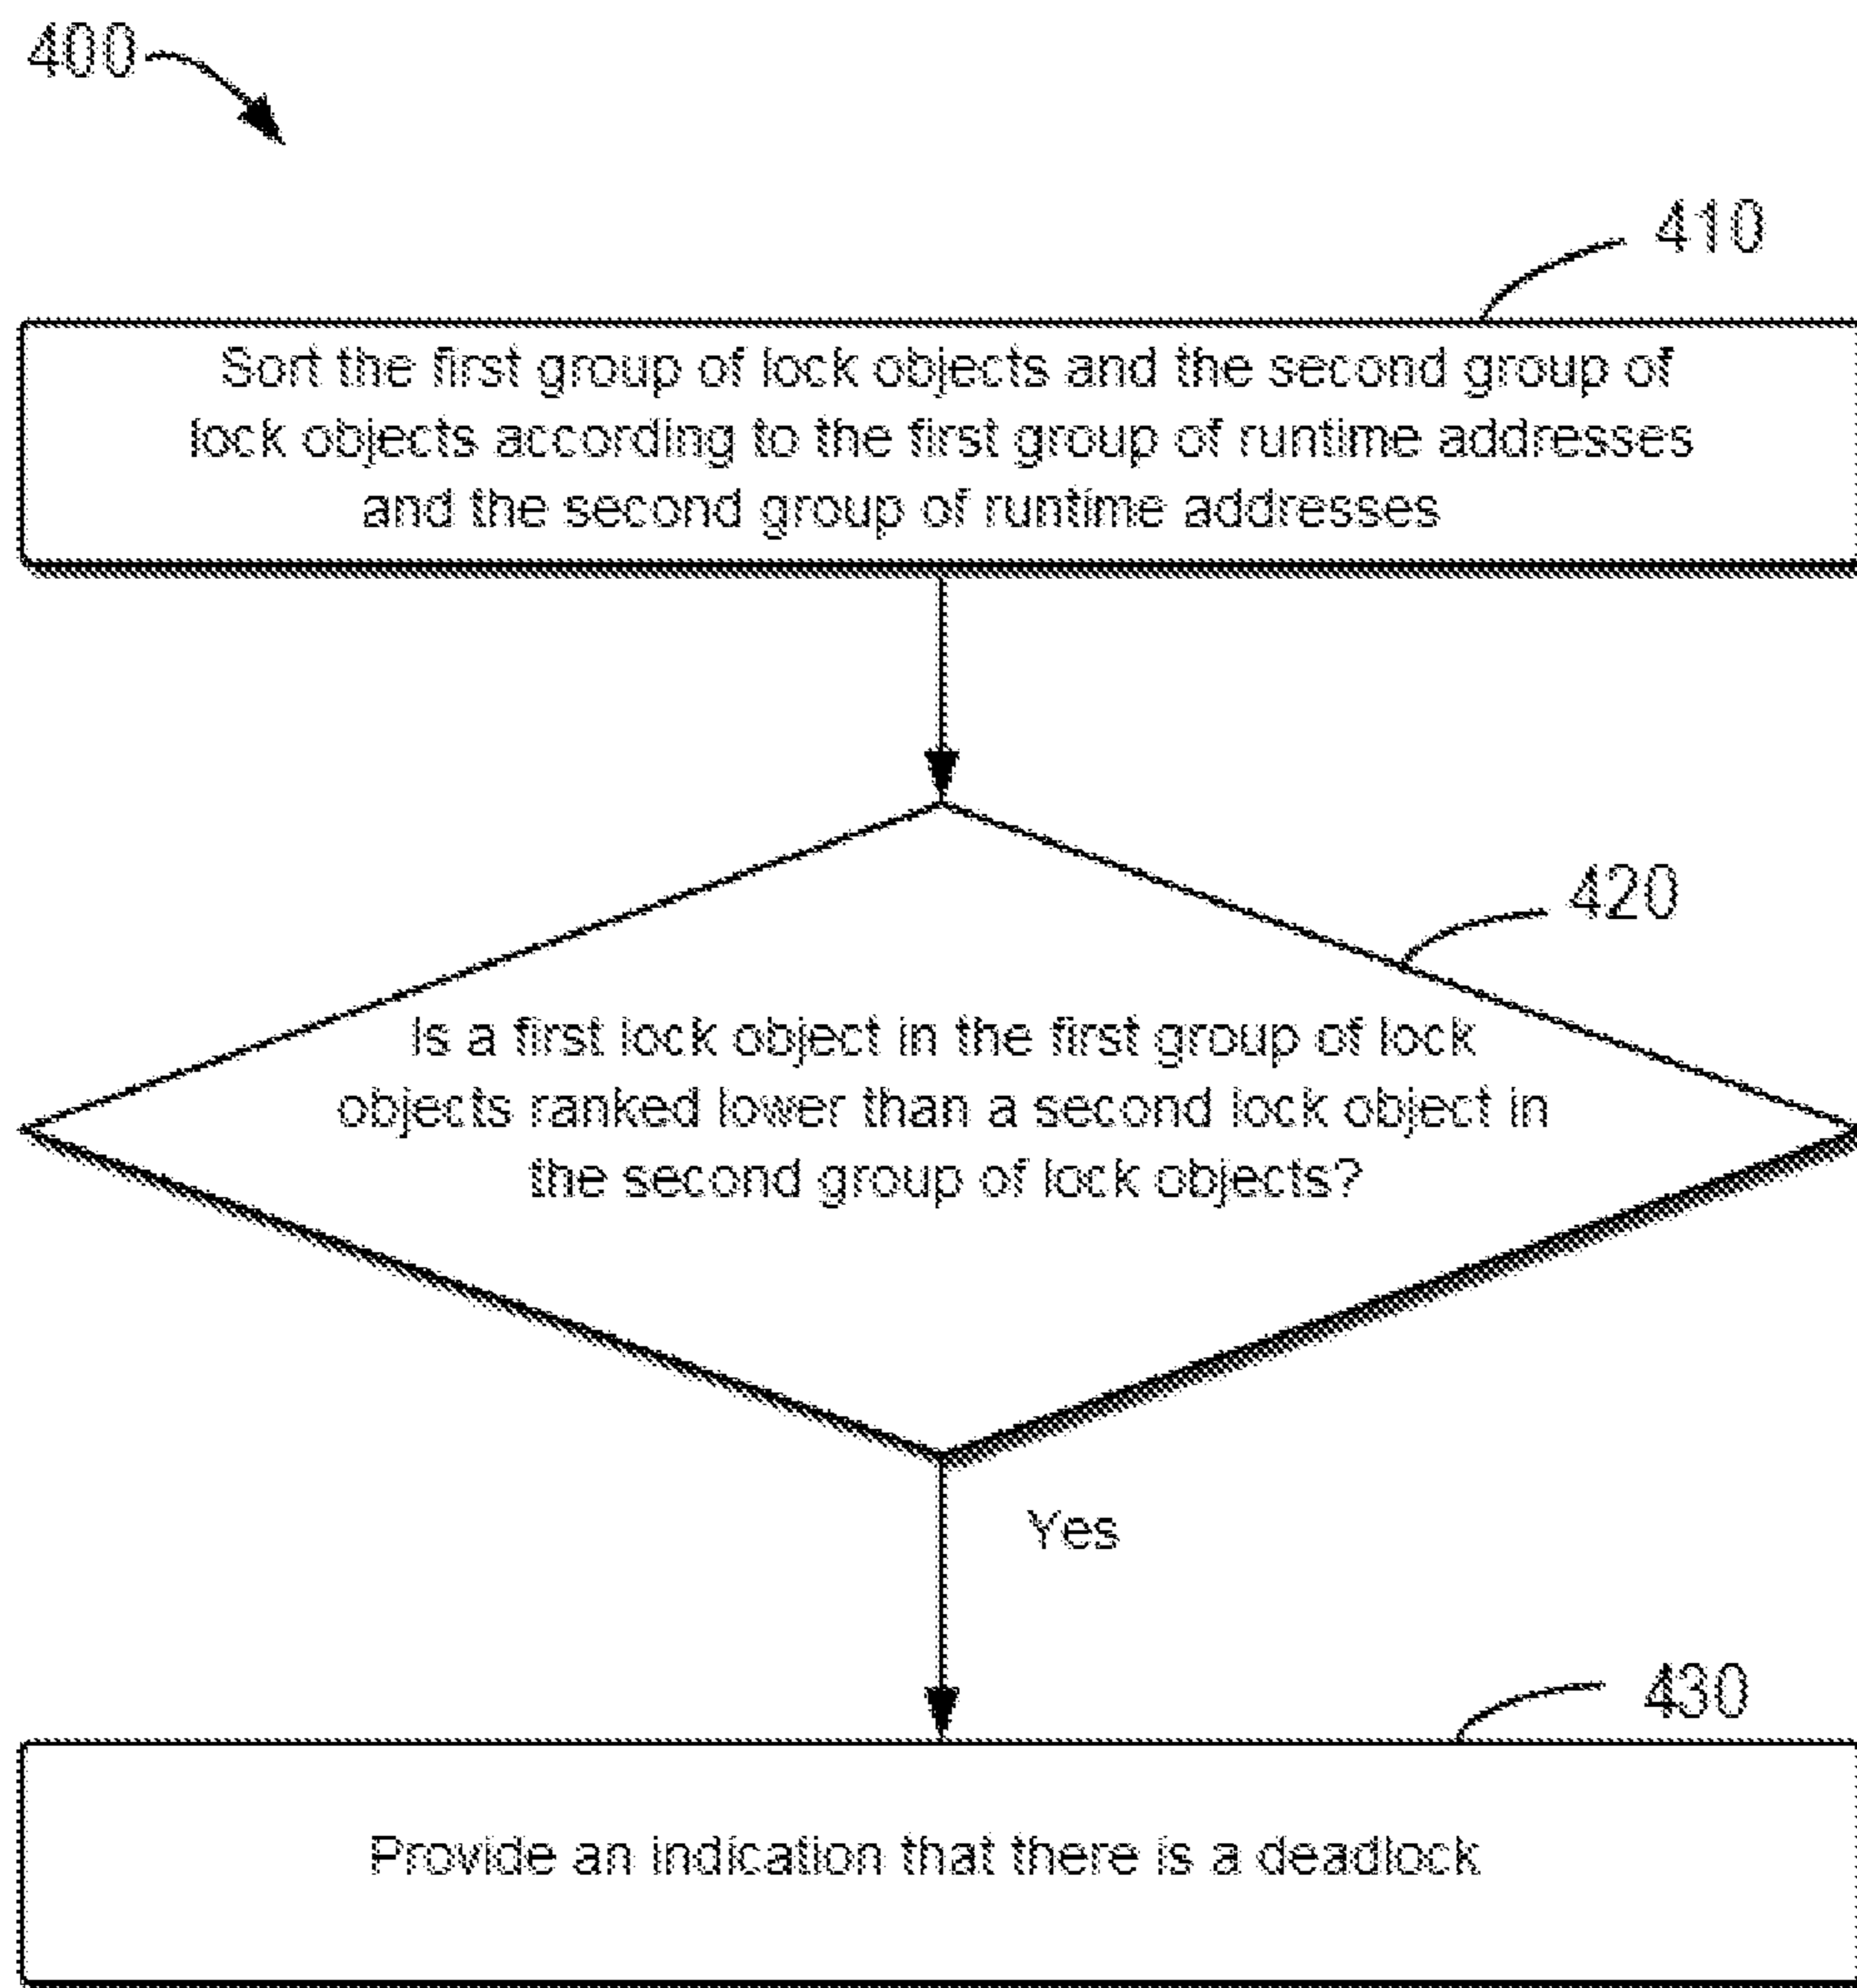 400
410
Sort the first group of lock objects and the second group of
lock objects according to the first group of runtime addresses
and the second group of runtime addresses
420
Is a first lock object in the first group of lock
objects ranked lower than a second lock object in
the second group of lock objects?
Yes
430
Provide an indication that there is a deadlock